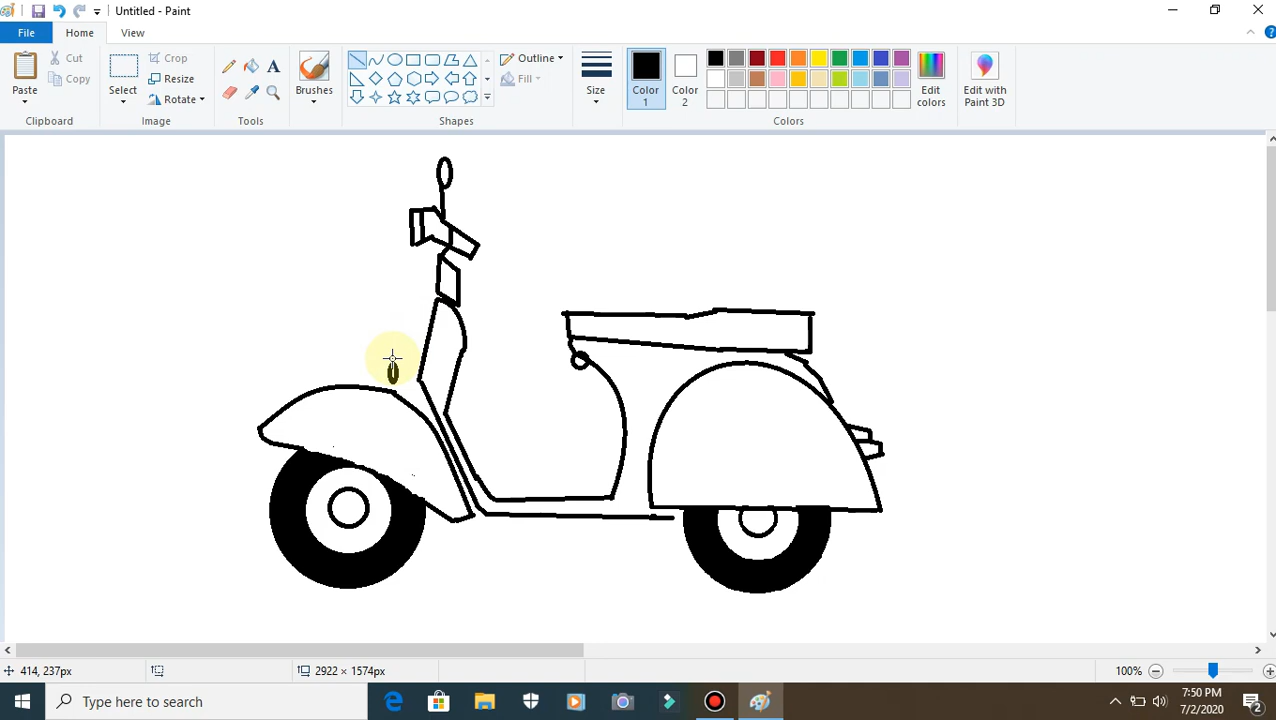 Untitled - Paint
File
Home
View
Paste
Cut
Copy
Clipboard
Select
Crop
Resize
Rotate
Image
A
Tools
Brushes
Outline
Fill
Shapes
Size
Color 1
Color 2
Edit colors
Colors
Edit with Paint 3D
414, 237px
2922 × 1574px
100%
Type here to search
7:50 PM
7/2/2020
2